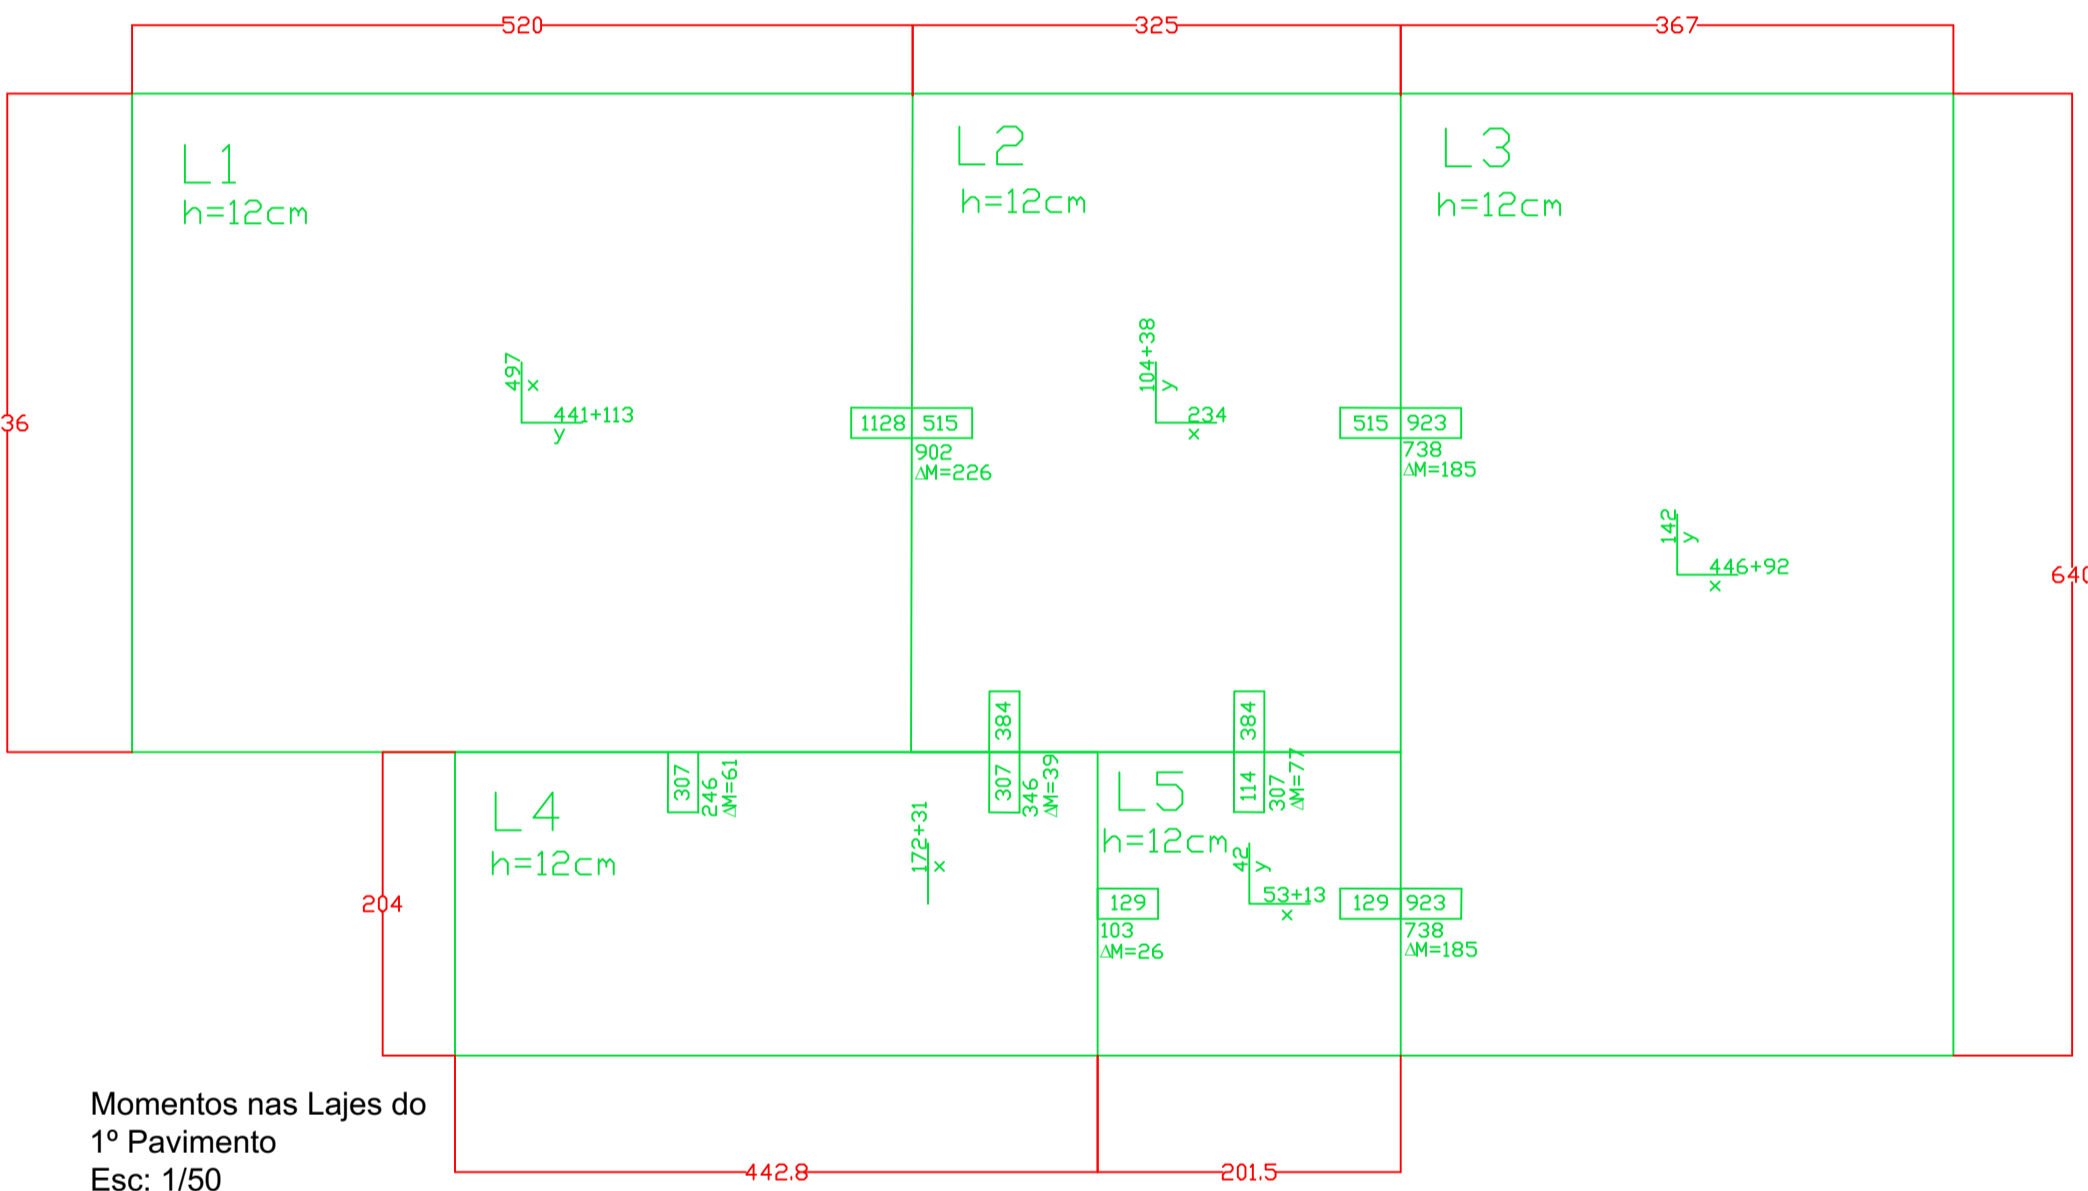 520
325
367
L1
h=12cm
L2
h=12cm
L3
h=12cm
497
x
441+113
y
104+38
y
234
x
36
1128 515
902
ΔM=226
515 923
738
ΔM=185
142
y
446+92
x
384
307
346
ΔM=39
384
114
307
ΔM=77
307
246
ΔM=61
L4
h=12cm
172+31
x
L5
h=12cm
42
y
53+13
x
204
129
103
ΔM=26
129 923
738
ΔM=185
442.8
201.5
Momentos nas Lajes do
1º Pavimento
Esc: 1/50